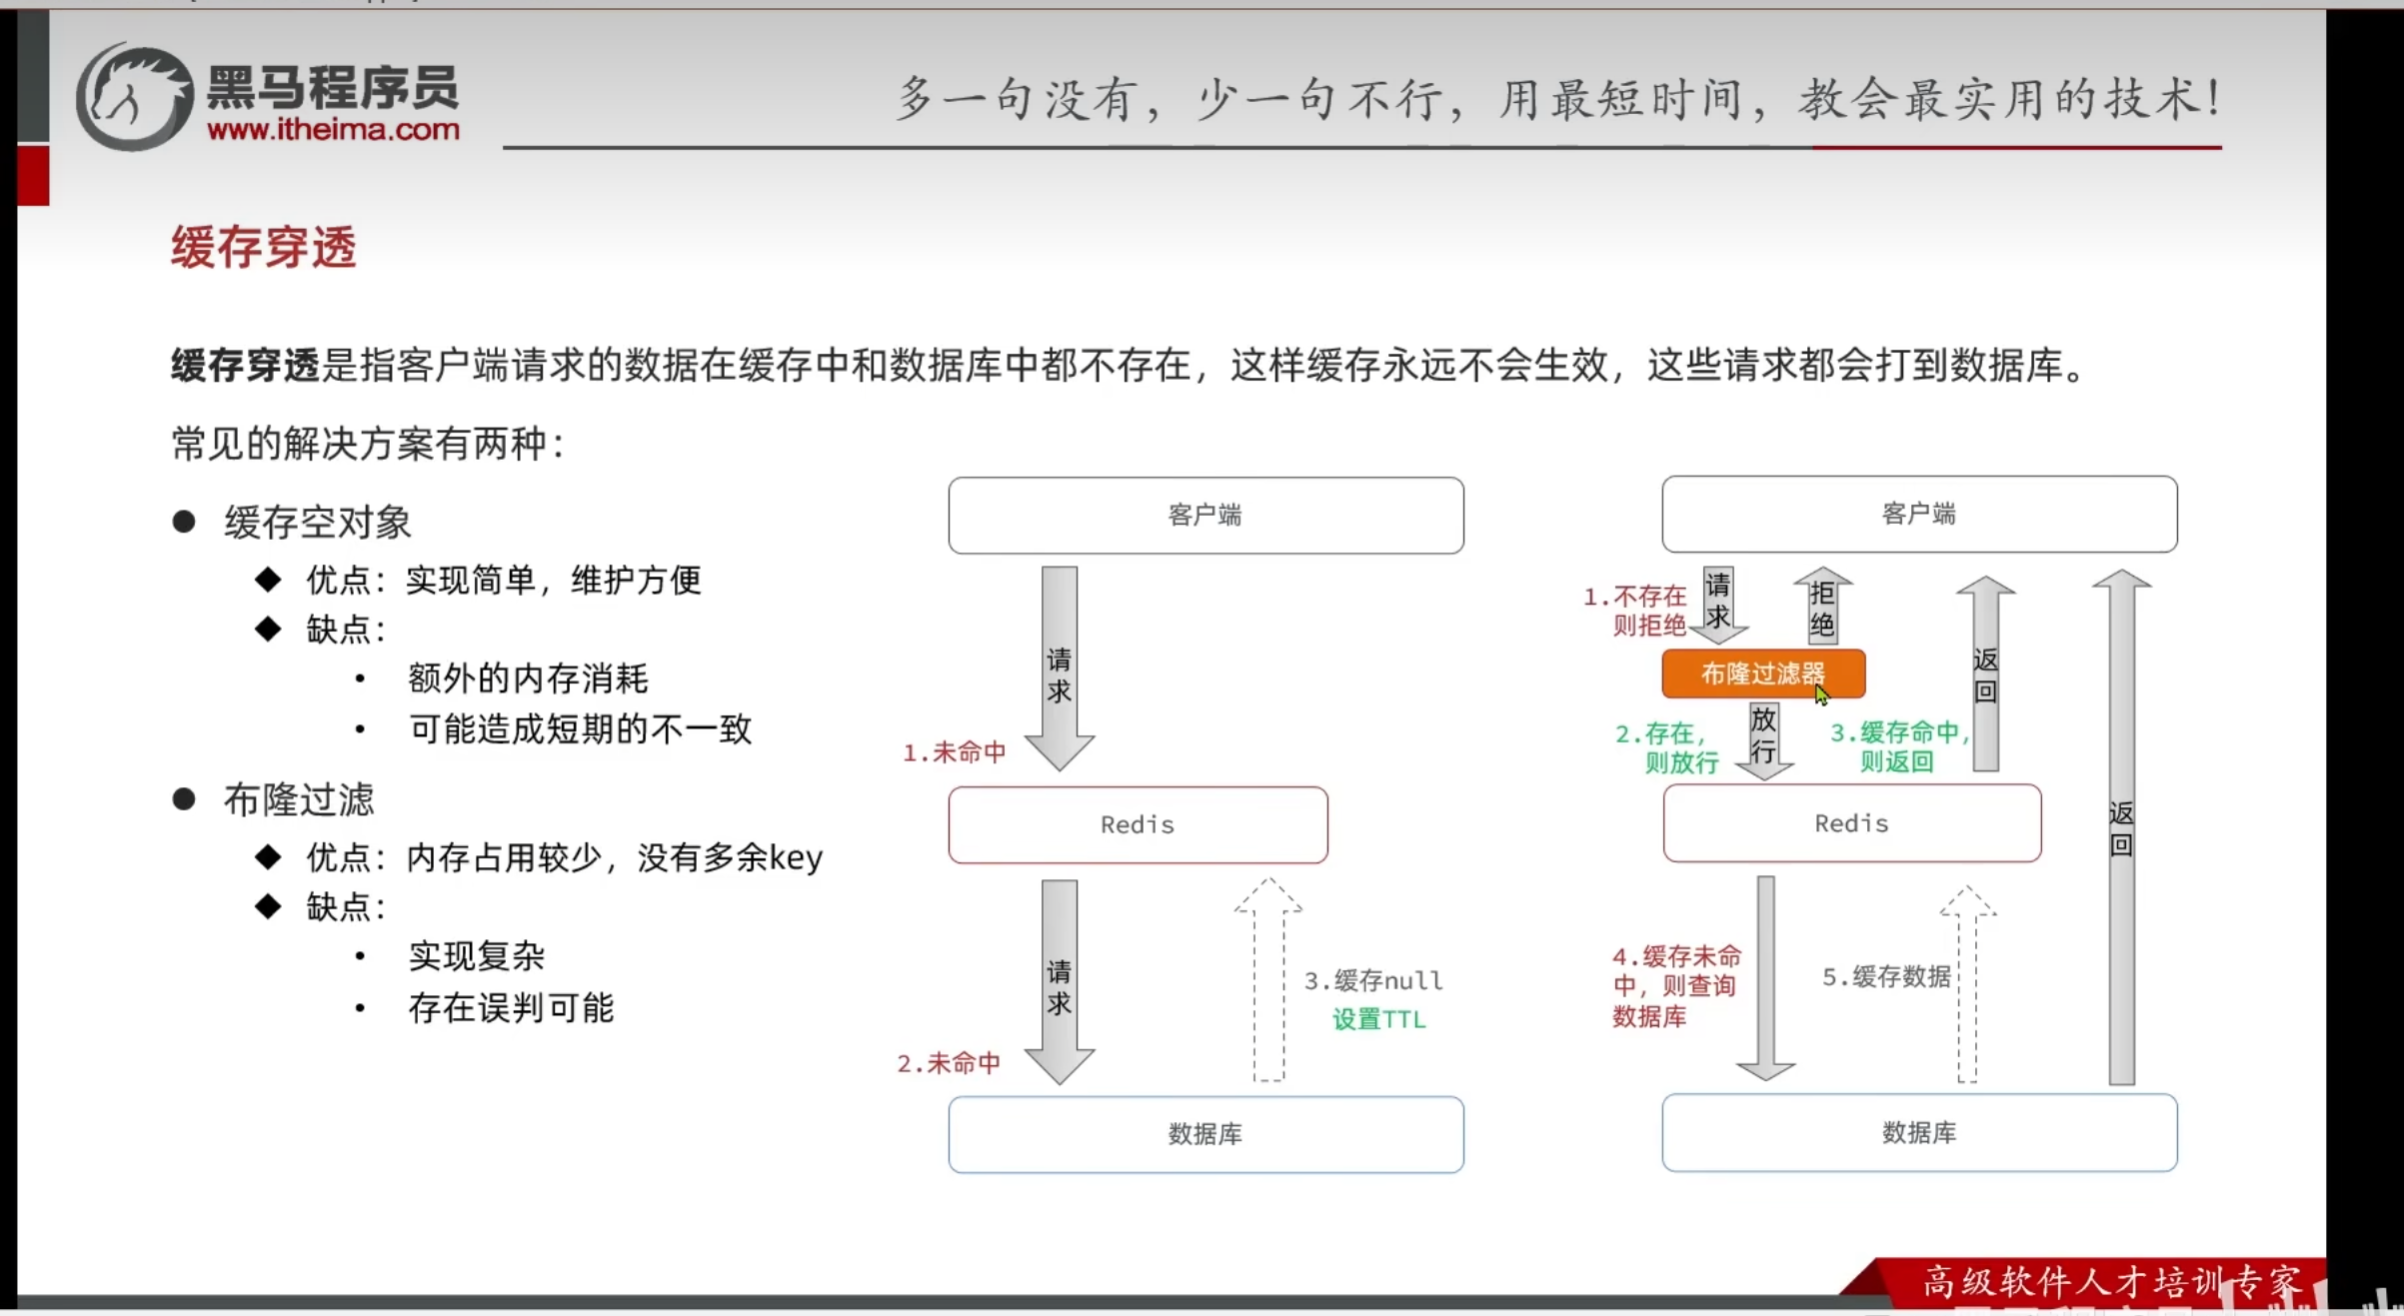 黑马程序员
www.itheima.com
多一句没有，少一句不行，用最短时间，教会最实用的技术！
缓存穿透
缓存穿透是指客户端请求的数据在缓存中和数据库中都不存在，这样缓存永远不会生效，这些请求都会打到数据库。
常见的解决方案有两种：
● 缓存空对象
◆ 优点：实现简单，维护方便
◆ 缺点：
• 额外的内存消耗
• 可能造成短期的不一致
● 布隆过滤
◆ 优点：内存占用较少，没有多余key
◆ 缺点：
• 实现复杂
• 存在误判可能
客户端
请求
1.未命中
Redis
请求
2.未命中
3.缓存null
设置TTL
数据库
客户端
1.不存在
则拒绝
请求
拒绝
布隆过滤器
2.存在，
则放行
放行
3.缓存命中，
则返回
返回
Redis
返回
4.缓存未命
中，则查询
数据库
5.缓存数据
数据库
高级软件人才培训专家